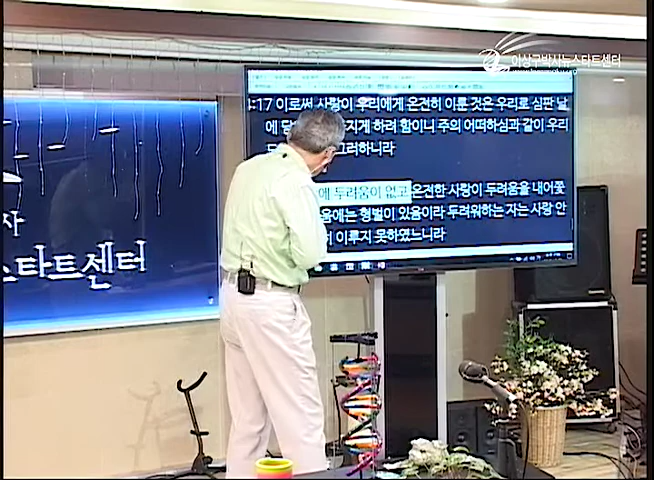 이상구박사뉴스타트센터
:17 이로써 사랑이 우리에게 온전히 이룬 것은 우리로 심판 날
에 지게 하려 함이니 주의 어떠하심과 같이 우리
그러하니라
에 두려움이 없고 온전한 사랑이 두려움을 내어쫓
움에는 형벌이 있음이라 두려워하는 자는 사랑 안
이루지 못하였느니라
사
스타트센터